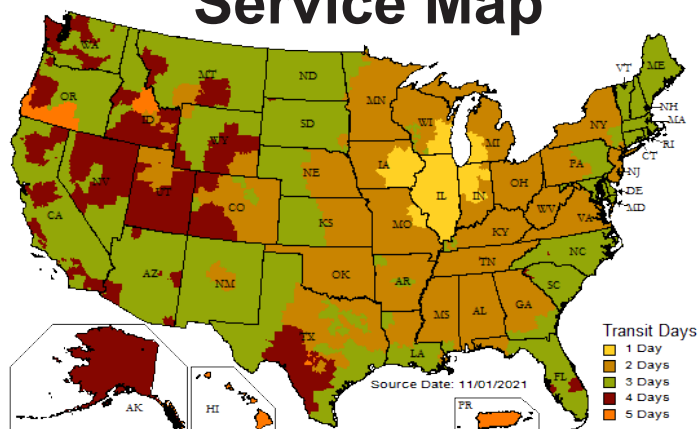 Service Map
WA
OR
ID
MT
ND
SD
WY
NV
CA
UT
CO
AZ
NM
NE
KS
OK
TX
MN
IA
MO
AR
LA
WI
IL
MI
IN
OH
KY
TN
MS
AL
GA
FL
SC
NC
VA
WV
PA
NY
VT
ME
NH
MA
RI
CT
NJ
DE
MD
AK
HI
PR
Source Date: 11/01/2021
Transit Days
1 Day
2 Days
3 Days
4 Days
5 Days